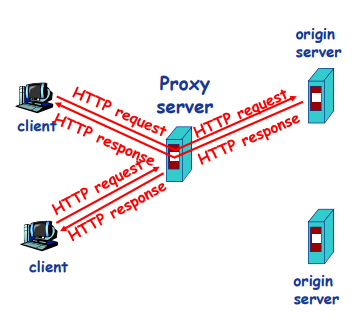 origin
server
Proxy
server
HTTP request
HTTP response
client
HTTP request
HTTP response
HTTP request
HTTP response
client
origin
server